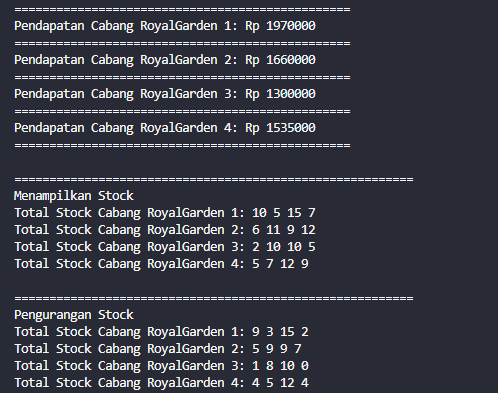 ================================================
Pendapatan Cabang RoyalGarden 1: Rp 1970000
================================================
Pendapatan Cabang RoyalGarden 2: Rp 1660000
================================================
Pendapatan Cabang RoyalGarden 3: Rp 1300000
================================================
Pendapatan Cabang RoyalGarden 4: Rp 1535000
================================================
=========================================================
Menampilkan Stock
Total Stock Cabang RoyalGarden 1: 10 5 15 7
Total Stock Cabang RoyalGarden 2: 6 11 9 12
Total Stock Cabang RoyalGarden 3: 2 10 10 5
Total Stock Cabang RoyalGarden 4: 5 7 12 9
=========================================================
Pengurangan Stock
Total Stock Cabang RoyalGarden 1: 9 3 15 2
Total Stock Cabang RoyalGarden 2: 5 9 9 7
Total Stock Cabang RoyalGarden 3: 1 8 10 0
Total Stock Cabang RoyalGarden 4: 4 5 12 4